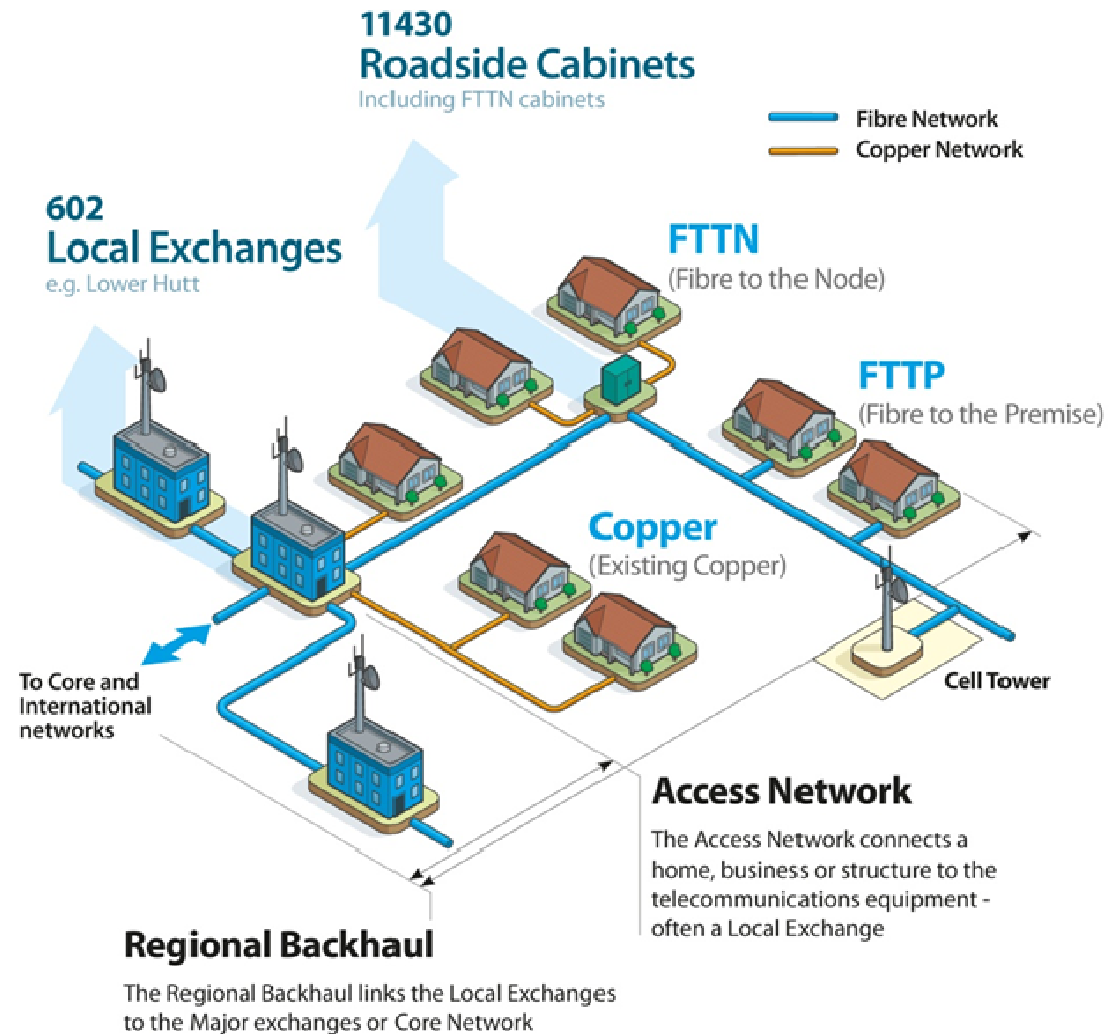 11430
Roadside Cabinets
Including FTTN cabinets
Fibre Network
Copper Network
602
Local Exchanges
e.g. Lower Hutt
FTTN
(Fibre to the Node)
FTTP
(Fibre to the Premise)
Copper
(Existing Copper)
To Core and
International
networks
Cell Tower
Access Network
The Access Network connects a
home, business or structure to the
telecommunications equipment -
often a Local Exchange
Regional Backhaul
The Regional Backhaul links the Local Exchanges
to the Major exchanges or Core Network